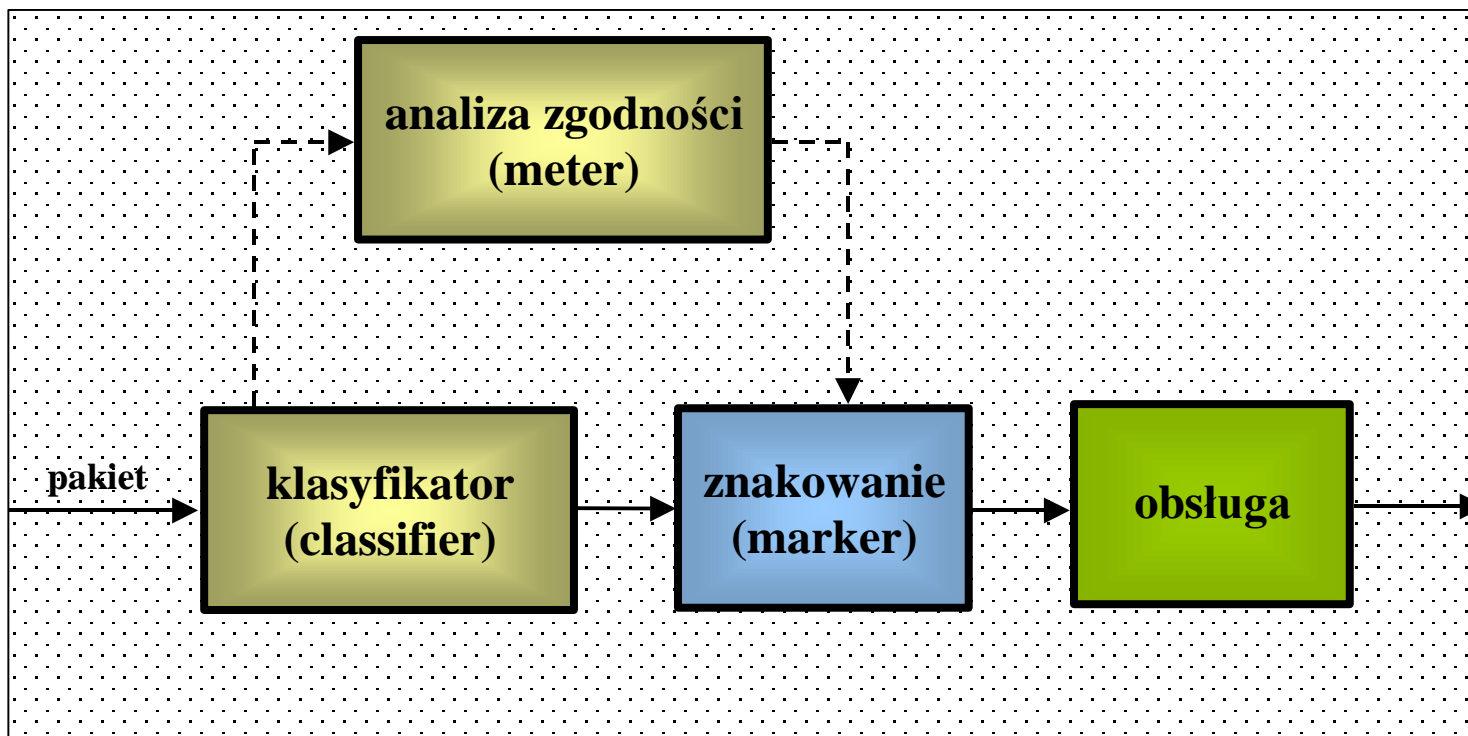 analiza zgodności
(meter)
pakiet
klasyfikator
(classifier)
znakowanie
(marker)
obsługa